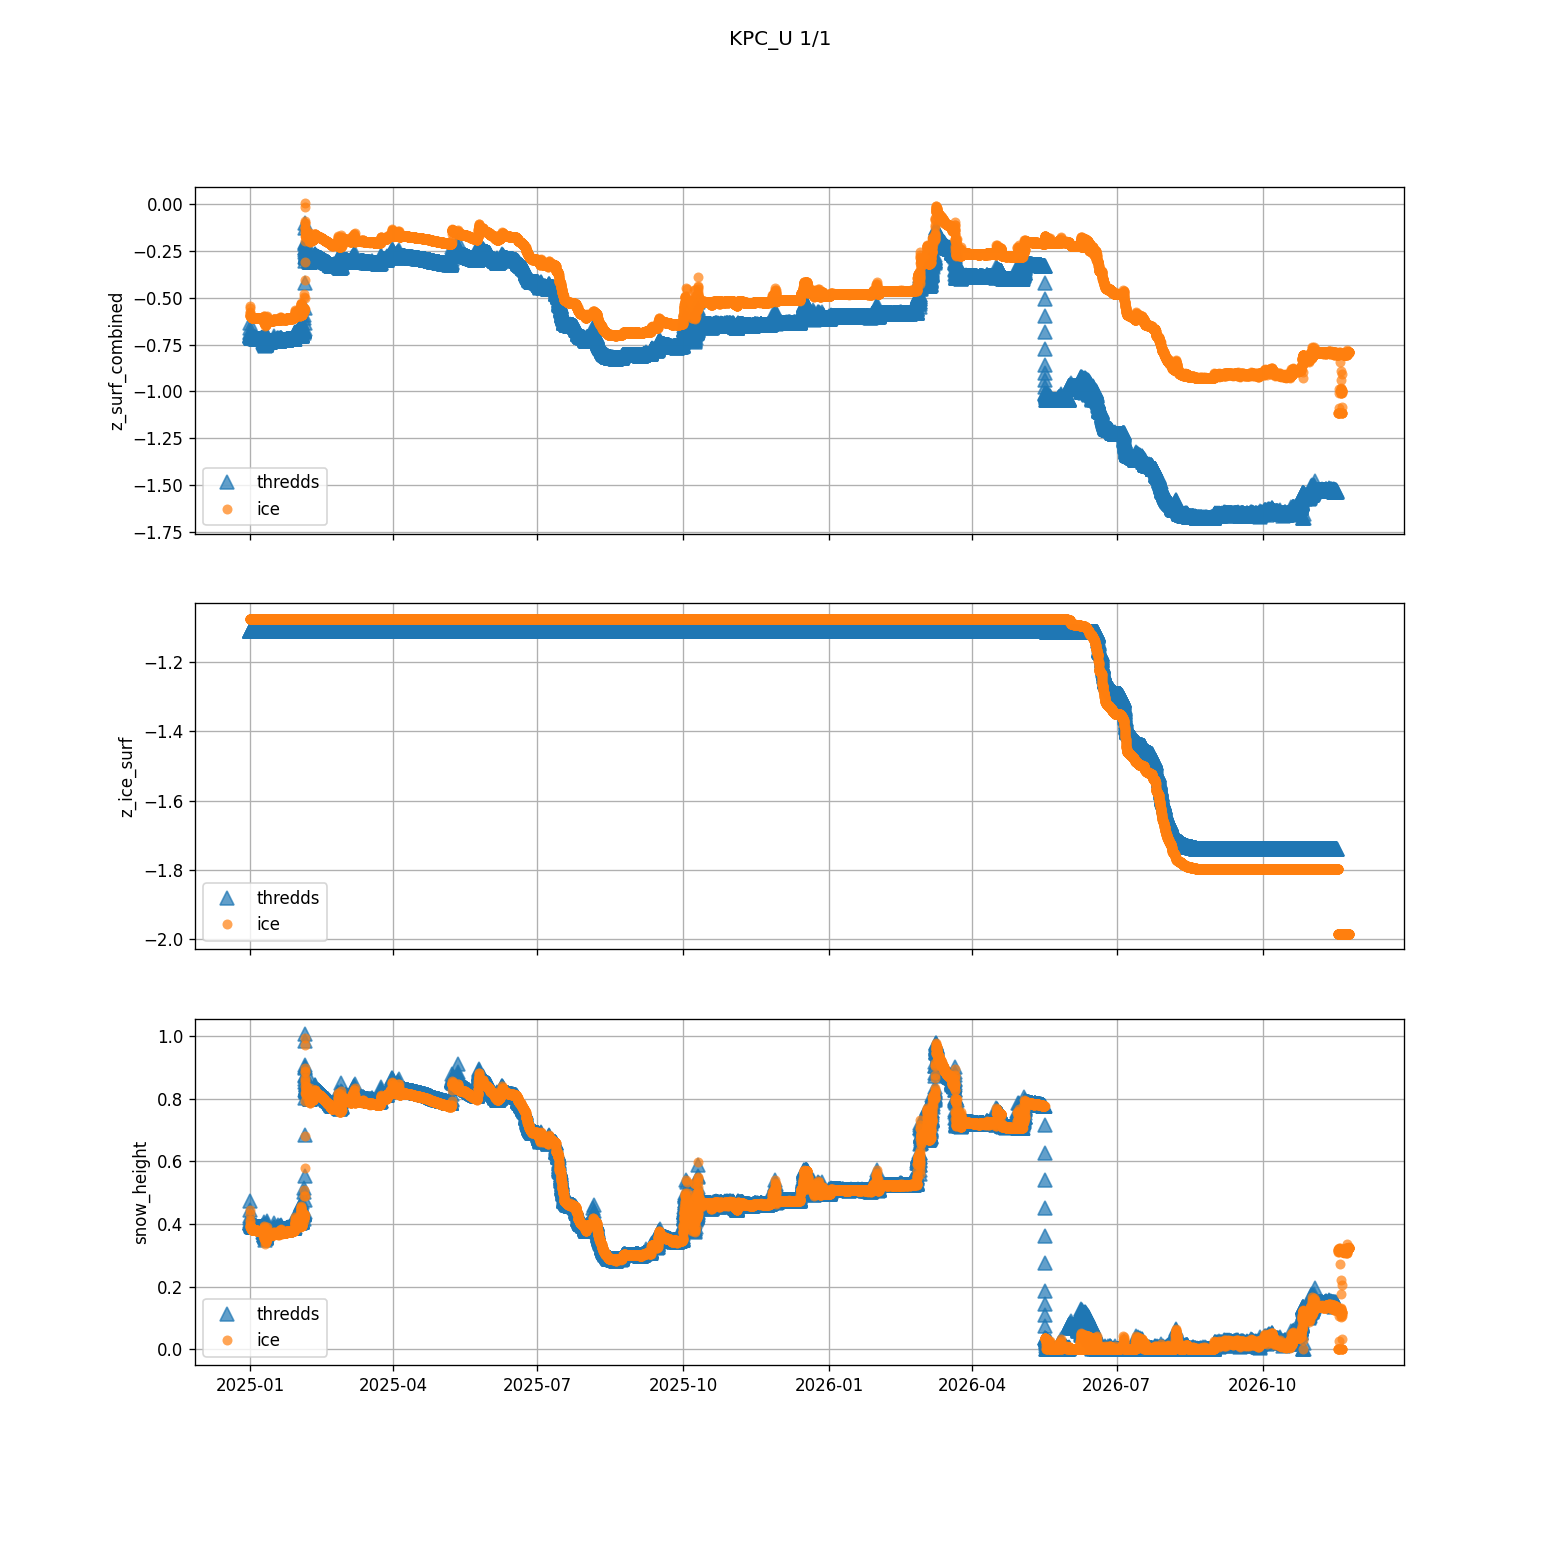 KPC_U 1/1
z_surf_combined
0.00
−0.25
−0.50
−0.75
−1.00
−1.25
−1.50
−1.75
thredds
ice
z_ice_surf
−1.2
−1.4
−1.6
−1.8
−2.0
thredds
ice
snow_height
1.0
0.8
0.6
0.4
0.2
0.0
thredds
ice
2025-01 2025-04 2025-07 2025-10 2026-01 2026-04 2026-07 2026-10